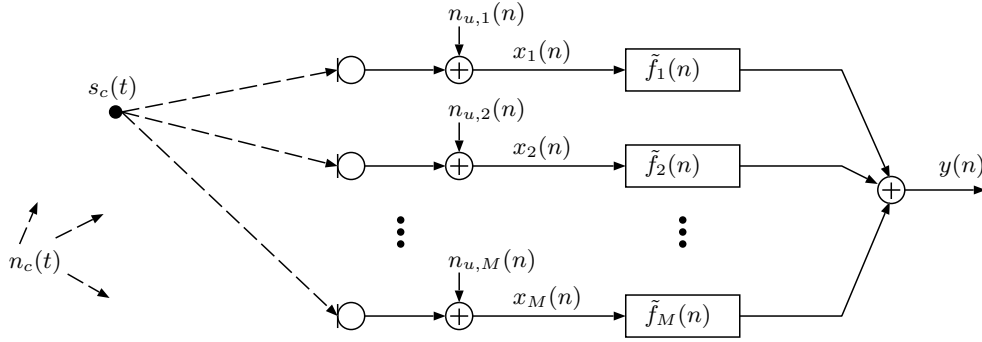 n_{u,1}(n)
s_c(t)
x_1(n)
\tilde{f}_1(n)
n_{u,2}(n)
x_2(n)
\tilde{f}_2(n)
y(n)
n_c(t)
n_{u,M}(n)
x_M(n)
\tilde{f}_M(n)